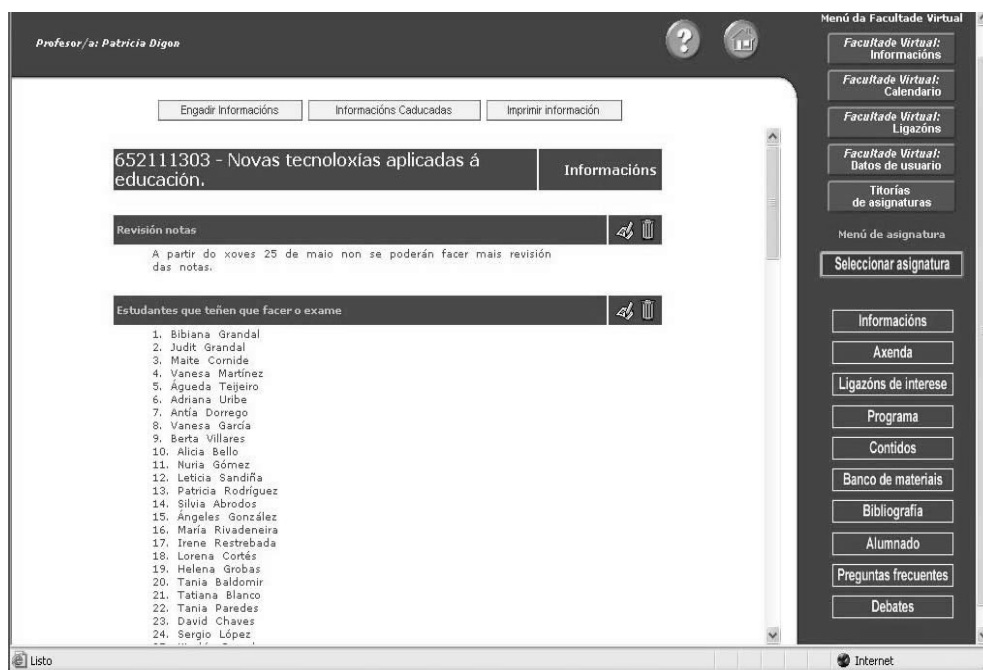 Profesor/a: Patricia Digon
Engadir Informacións
Informacións Caducadas
Imprimir información
652111303 - Novas tecnoloxías aplicadas á
educación.
Informacións
Revisión notas
A partir do xoves 25 de maio non se poderán facer mais revisión
das notas.
Estudantes que teñen que facer o exame
1. Bibiana Grandal
2. Judit Grandal
3. Maite Cornide
4. Vanesa Martínez
5. Águeda Teijeiro
6. Adriana Uribe
7. Antía Dorrego
8. Vanesa García
9. Berta Villares
10. Alicia Bello
11. Nuria Gómez
12. Leticia Sandiña
13. Patricia Rodríguez
14. Silvia Abrodos
15. Ángeles González
16. María Rivadeneira
17. Irene Restrebada
18. Lorena Cortés
19. Helena Grobas
20. Tania Baldomir
21. Tatiana Blanco
22. Tania Paredes
23. David Chaves
24. Sergio López
Menú da Facultade Virtual
Facultade Virtual:
Informacións
Facultade Virtual:
Calendario
Facultade Virtual:
Ligazóns
Facultade Virtual:
Datos de usuario
Titorías
de asignaturas
Menú de asignatura
Seleccionar asignatura
Informacións
Axenda
Ligazóns de interese
Programa
Contidos
Banco de materiais
Bibliografía
Alumnado
Preguntas frecuentes
Debates
Listo
Internet